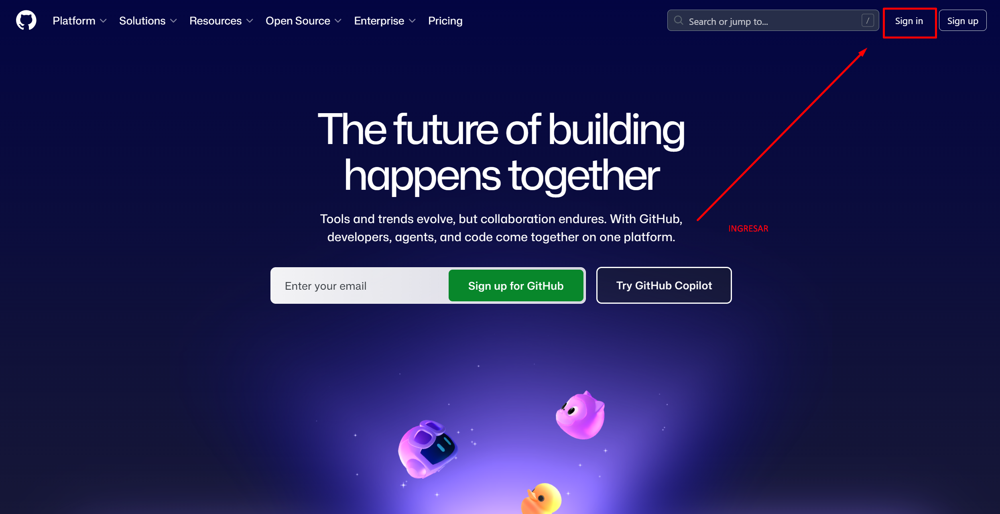 Platform
Solutions
Resources
Open Source
Enterprise
Pricing
Search or jump to...
/
Sign in
Sign up
The future of building
happens together
Tools and trends evolve, but collaboration endures. With GitHub,
developers, agents, and code come together on one platform.
INGRESAR
Enter your email
Sign up for GitHub
Try GitHub Copilot